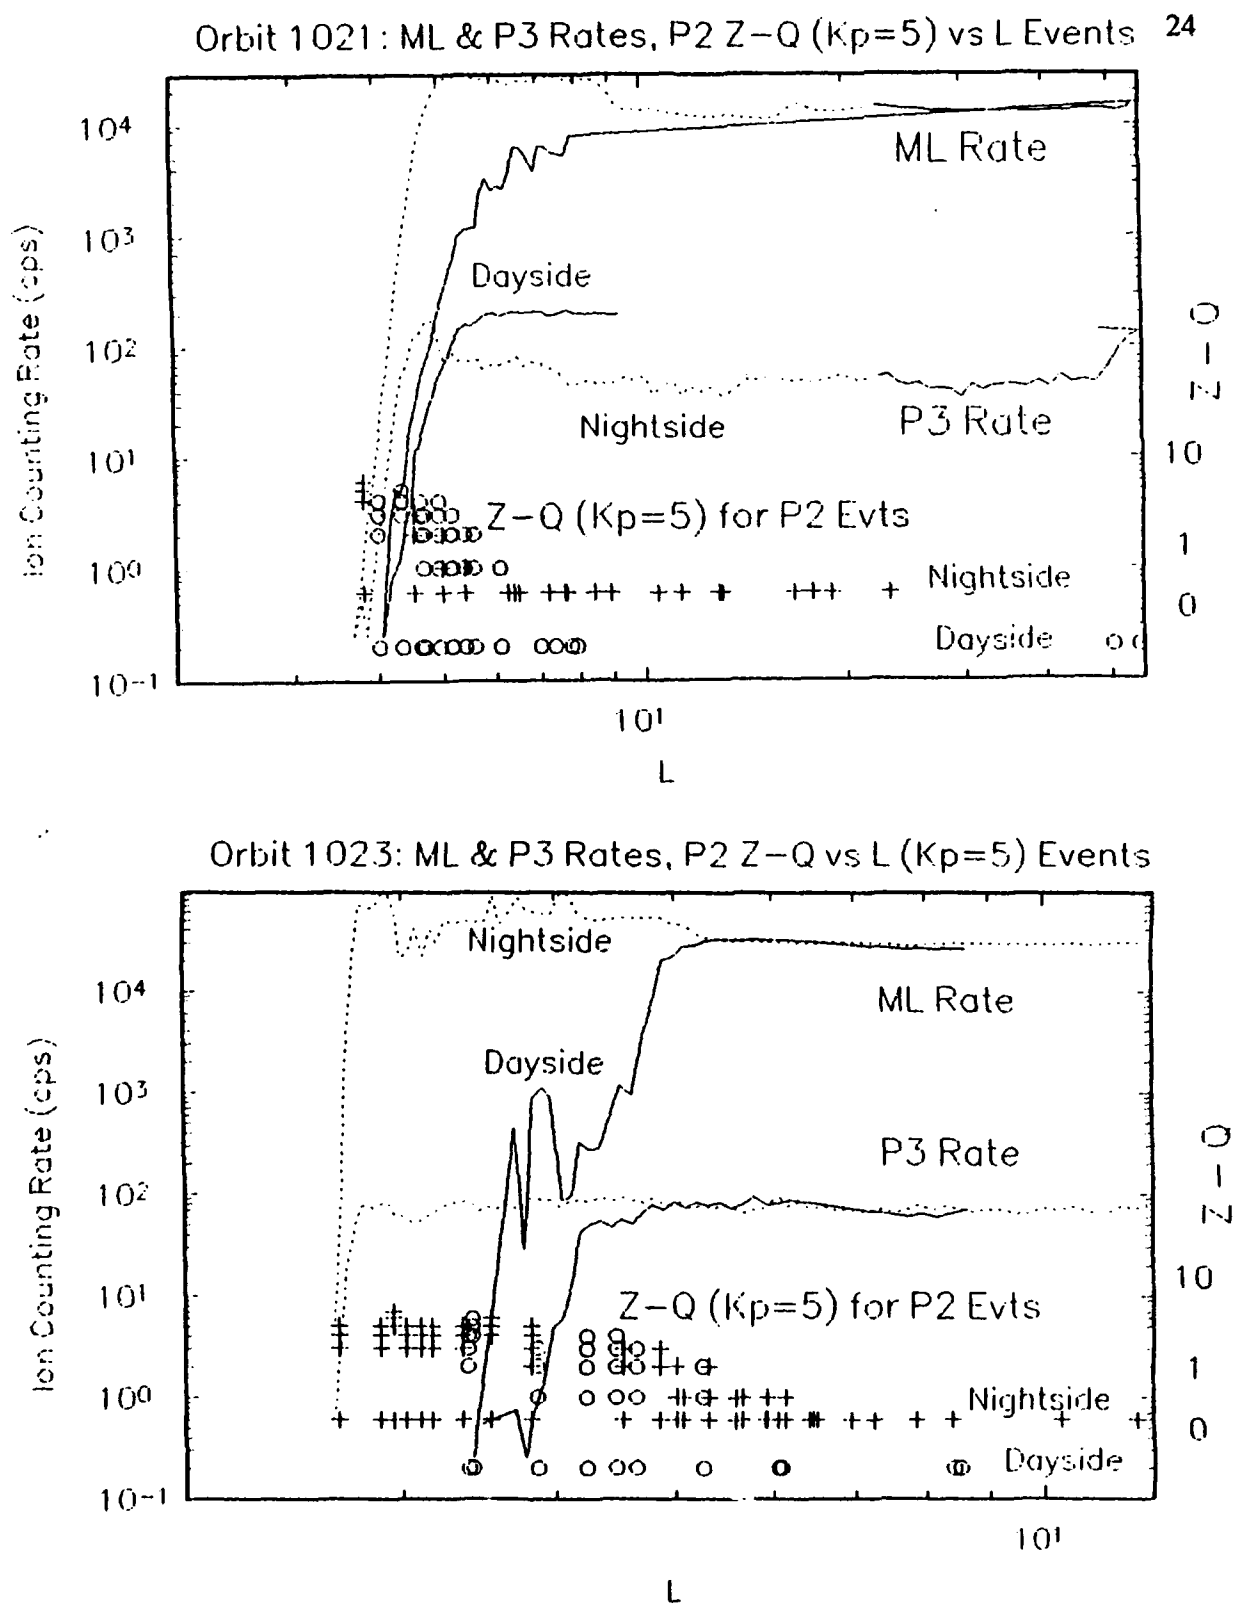 Orbit 1021: ML & P3 Rates, P2 Z-Q (Kp=5) vs L Events
24
Ion Counting Rate (cps)
10⁴
10³
10²
10¹
10⁰
10⁻¹
ML Rate
Dayside
Nightside
P3 Rate
Z-Q (Kp=5) for P2 Evts
Nightside
Dayside
Z-Q
10
1
0
10¹
L
Orbit 1023: ML & P3 Rates, P2 Z-Q vs L (Kp=5) Events
Ion Counting Rate (cps)
10⁴
10³
10²
10¹
10⁰
10⁻¹
Nightside
ML Rate
Dayside
P3 Rate
Z-Q (Kp=5) for P2 Evts
Nightside
Dayside
Z-Q
10
1
0
10¹
L